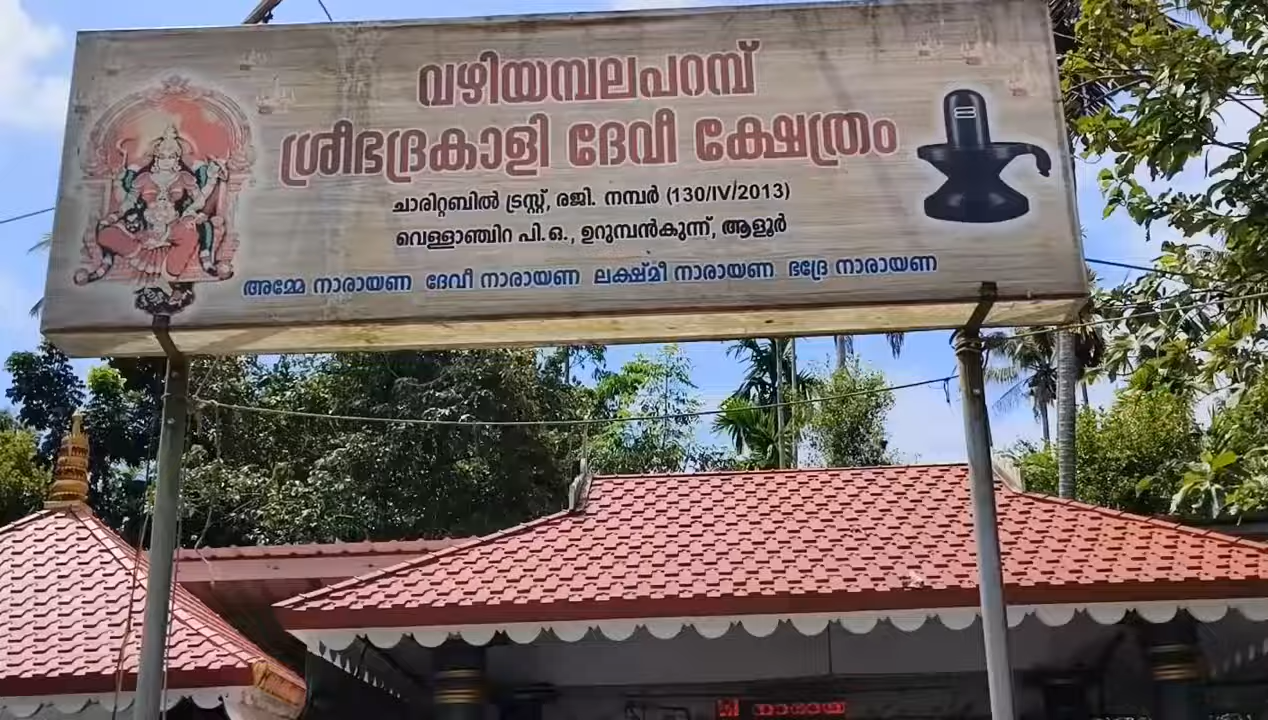 വഴിയമ്പലപറമ്പ്
ശ്രീഭദ്രകാളി ദേവീ ക്ഷേത്രം
ചാരിറ്റബിൽ ട്രസ്റ്റ്, രജി. നമ്പർ (130/IV/2013)
വെള്ളാഞ്ചിറ പി.ഒ., ഉറുമ്പൻകുന്ന്, ആളൂർ
അമ്മേ നാരായണ ദേവീ നാരായണ ലക്ഷ്മീ നാരായണ ഭദ്രേ നാരായണ